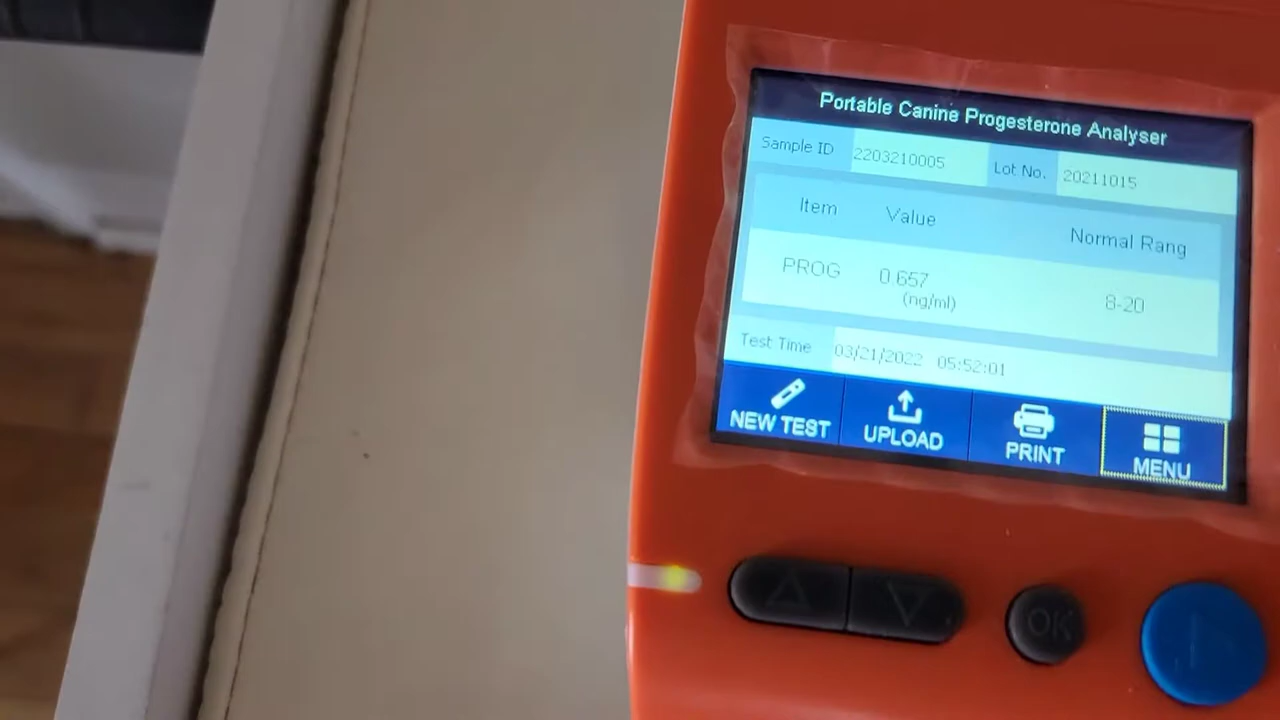 Portable Canine Progesterone Analyser
Sample ID 2203210005 Lot No. 20211015
Item Value Normal Rang
PROG 0.657 (ng/ml) 8-20
Test Time 03/21/2022 05:52:01
NEW TEST UPLOAD PRINT MENU
OK